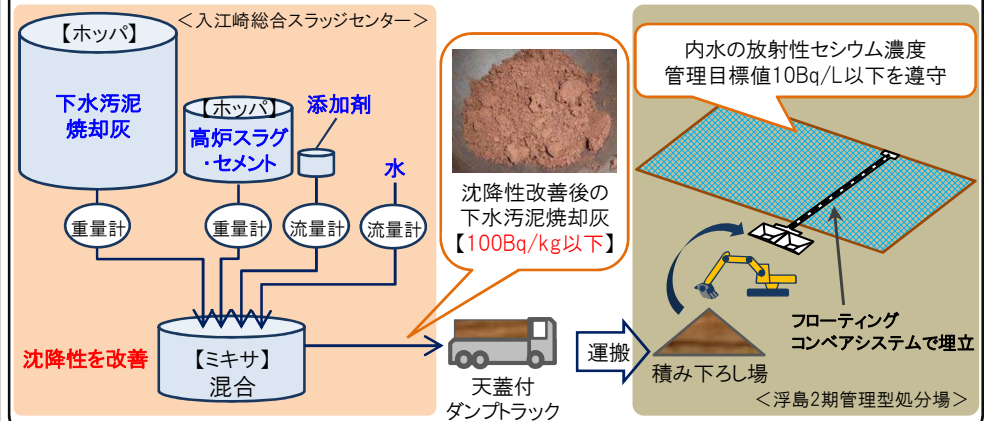 ＜入江崎総合スラッジセンター＞
【ホッパ】
下水汚泥
焼却灰
【ホッパ】
高炉スラグ
・セメント
添加剤
水
重量計
重量計
流量計
流量計
沈降性を改善
【ミキサ】
混合
沈降性改善後の
下水汚泥焼却灰
【100Bq/kg以下】
天蓋付
ダンプトラック
運搬
内水の放射性セシウム濃度
管理目標値10Bq/L以下を遵守
積み下ろし場
フローティング
コンベアシステムで埋立
＜浮島2期管理型処分場＞